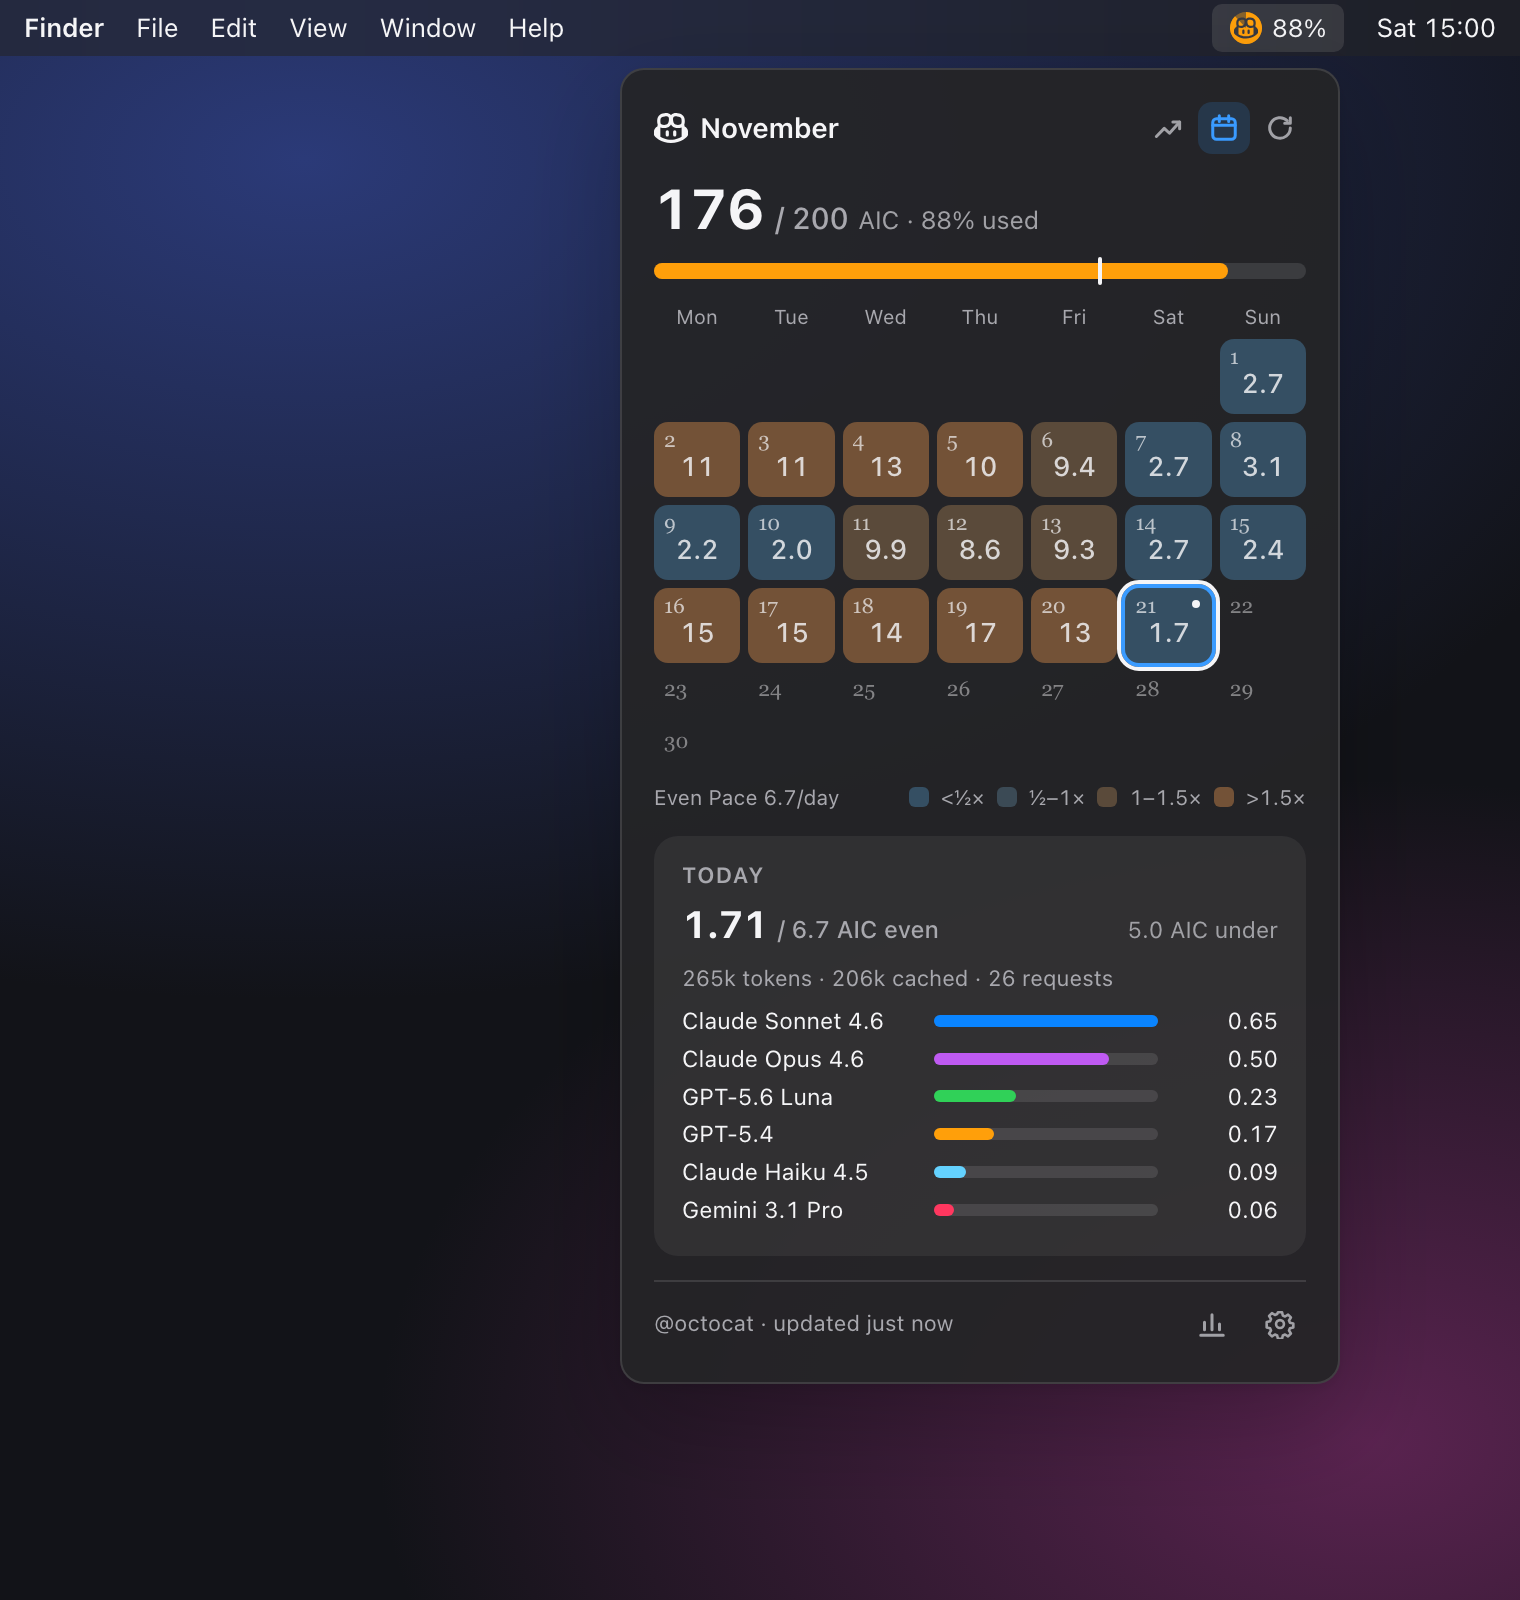 Finder File Edit View Window Help 88% Sat 15:00
November
176 / 200 AIC · 88% used
Mon Tue Wed Thu Fri Sat Sun
1
2.7
2 3 4 5 6 7 8
11 11 13 10 9.4 2.7 3.1
9 10 11 12 13 14 15
2.2 2.0 9.9 8.6 9.3 2.7 2.4
16 17 18 19 20 21 22
15 15 14 17 13 1.7
23 24 25 26 27 28 29
30
Even Pace 6.7/day <½× ½–1× 1–1.5× >1.5×
TODAY
1.71 / 6.7 AIC even 5.0 AIC under
265k tokens · 206k cached · 26 requests
Claude Sonnet 4.6 0.65
Claude Opus 4.6 0.50
GPT-5.6 Luna 0.23
GPT-5.4 0.17
Claude Haiku 4.5 0.09
Gemini 3.1 Pro 0.06
@octocat · updated just now